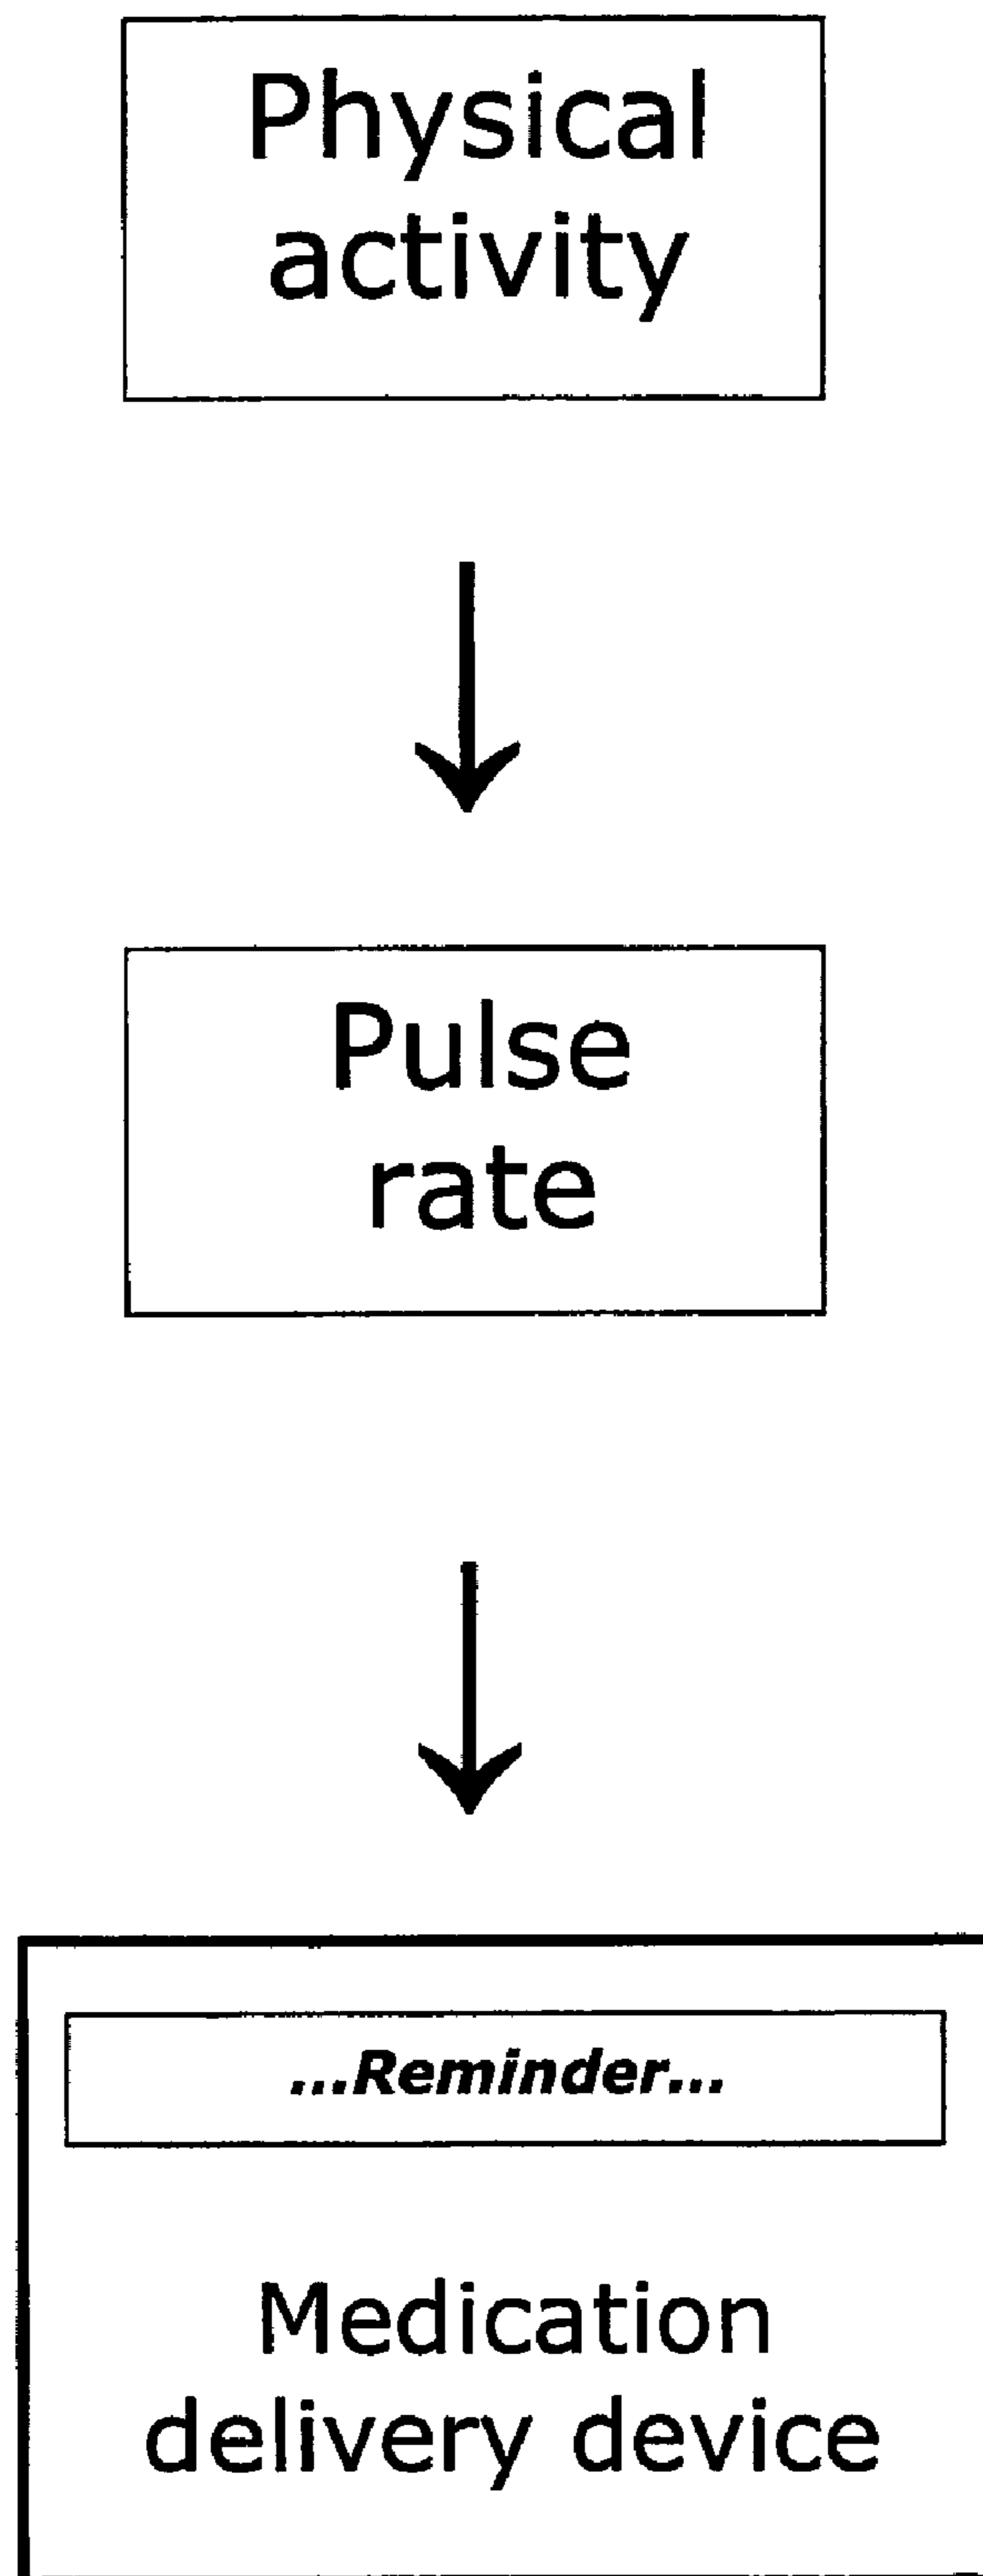 Physical
activity
Pulse
rate
...Reminder...
Medication
delivery device